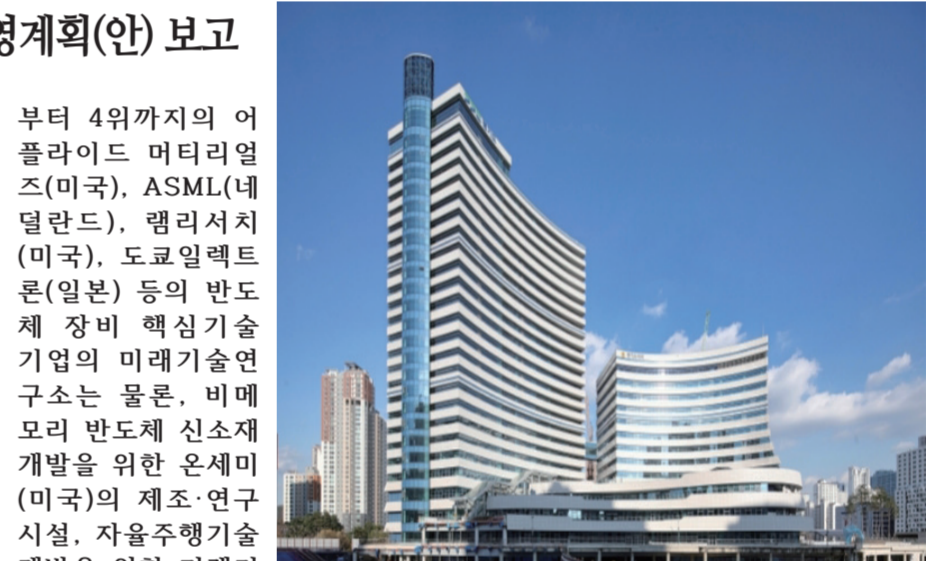 영계획(안) 보고
부터 4위까지의 어
플라이드 머티리얼
즈(미국), ASML(네
덜란드), 램리서치
(미국), 도쿄일렉트
론(일본) 등의 반도
체 장비 핵심기술
기업의 미래기술연
구소는 물론, 비메
모리 반도체 신소재
개발을 위한 온세미
(미국)의 제조·연구
시설, 자율주행기술